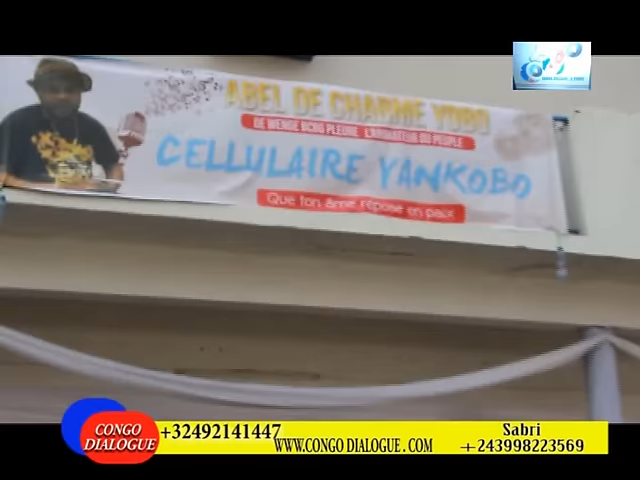 ABEL DE CHARME YOBO
DE WENGE BCBG PLEURE L'ANIMATEUR DU PEUPLE
CELLULAIRE YANKOBO
Que ton âme repose en paix
CONGO
DIALOGUE
+32492141447
WWW.CONGO DIALOGUE.COM
Sabri
+243998223569